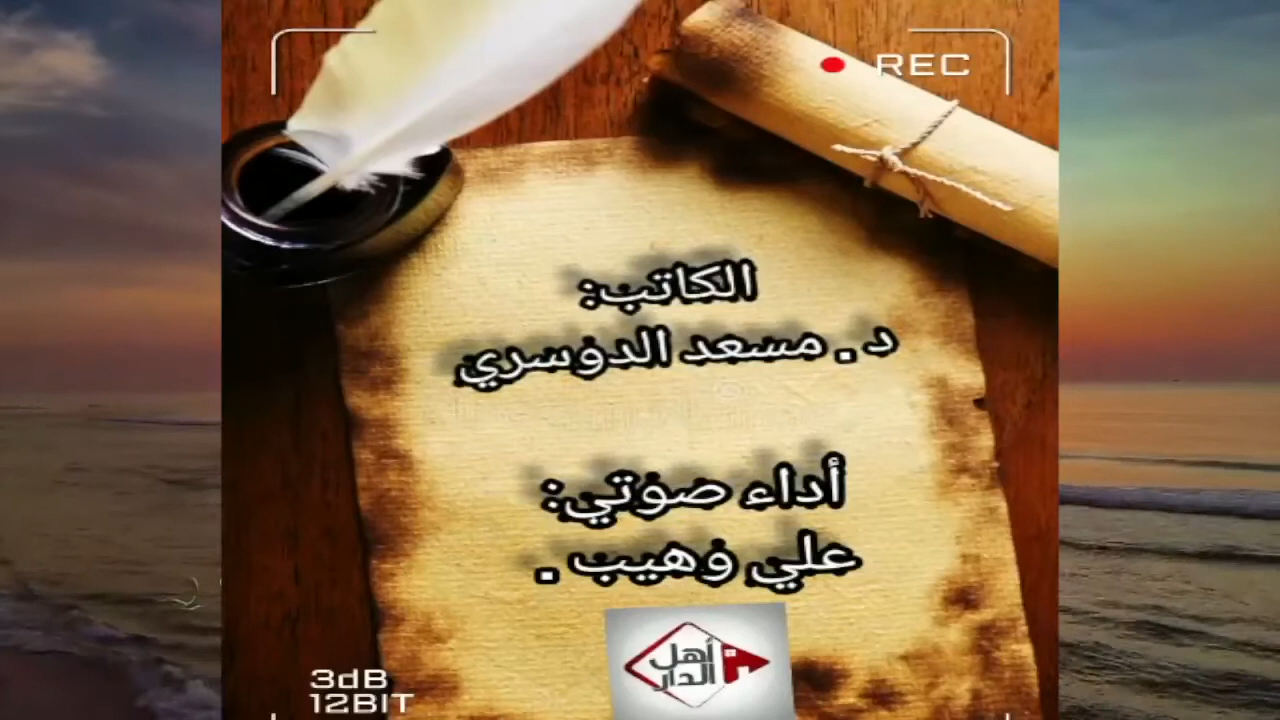 REC
الكاتب:
د . مسعد الدوسري
أداء صوتي:
علي وهيب .
أهل
الدار
3dB
12BIT